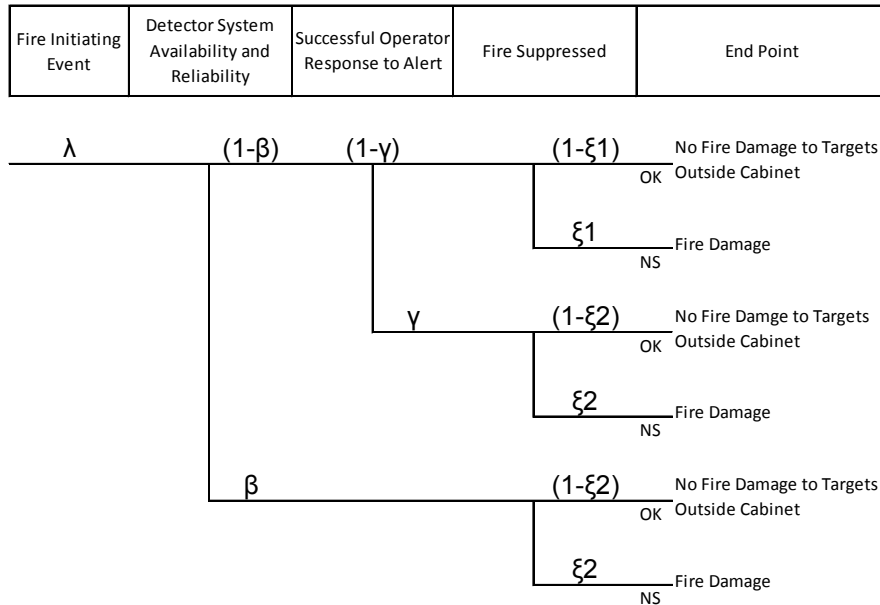 Fire Initiating
Event
Detector System
Availability and
Reliability
Successful Operator
Response to Alert
Fire Suppressed
End Point
λ
(1-β)
(1-γ)
(1-ξ1)
No Fire Damage to Targets
OK
Outside Cabinet
ξ1
Fire Damage
NS
γ
(1-ξ2)
No Fire Damge to Targets
OK
Outside Cabinet
ξ2
Fire Damage
NS
β
(1-ξ2)
No Fire Damage to Targets
OK
Outside Cabinet
ξ2
Fire Damage
NS